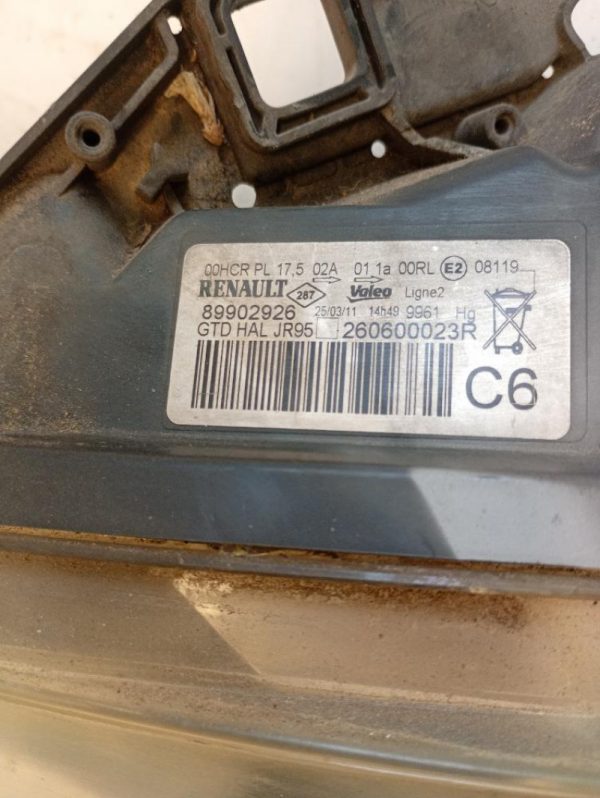 00HCR PL 17,5 02A 01,1a 00RL E2 08119
RENAULT 287 Valeo Ligne2
89902926 25/03/11 14h49 9961 Hg
GTD HAL JR95 260600023R
C6